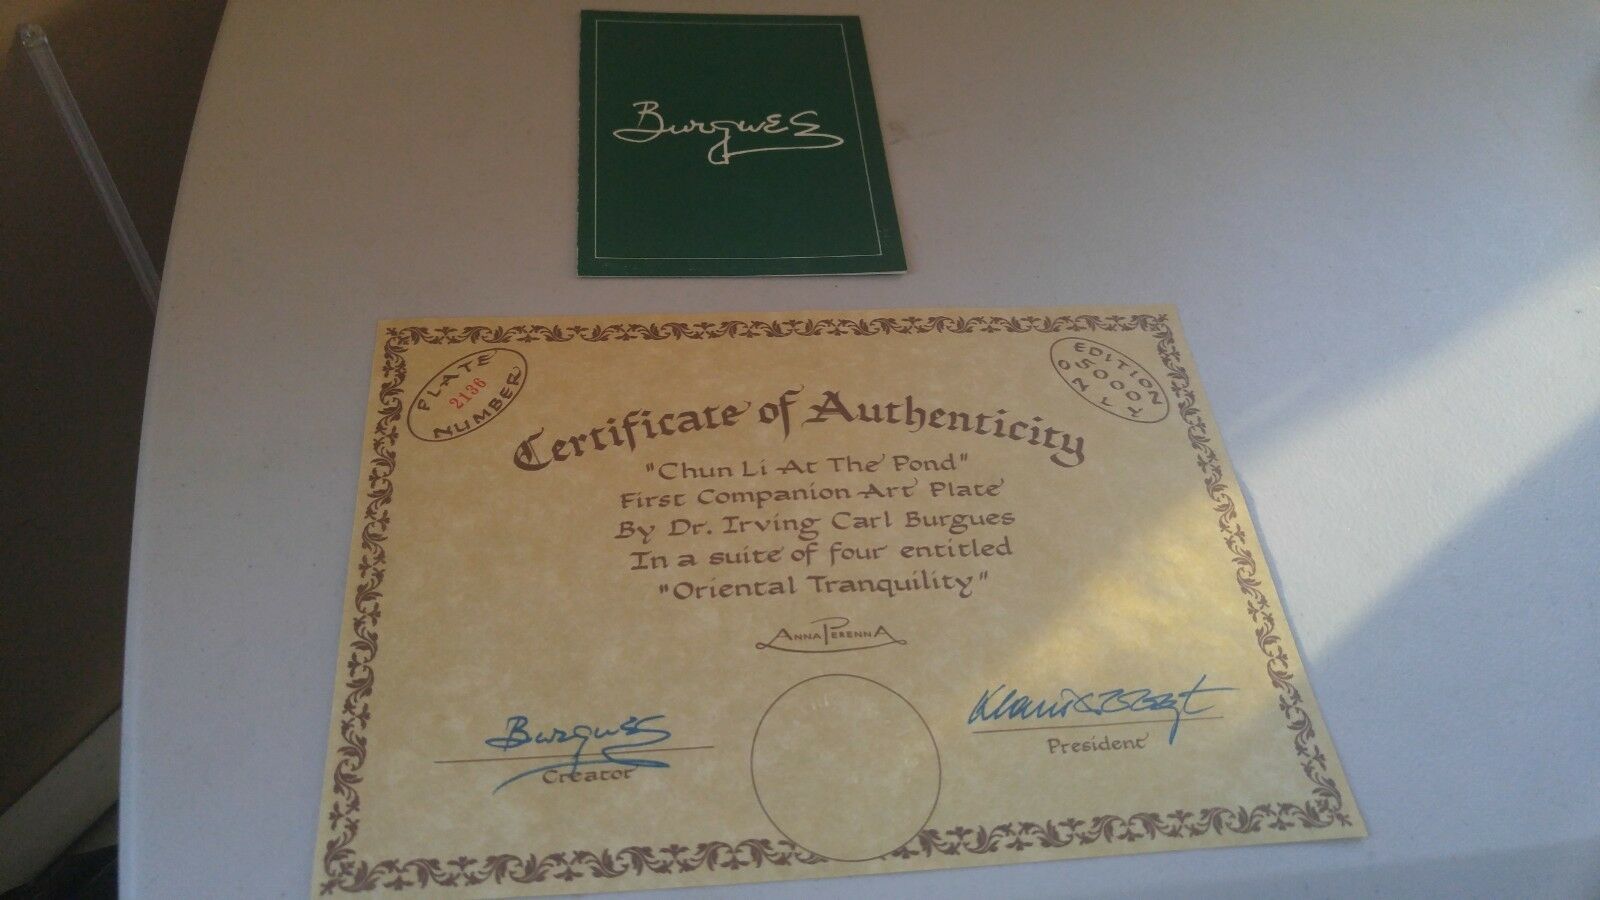 Burgues
PLATE
2136
NUMBER
EDITION
5000
ONLY
Certificate of Authenticity
"Chun Li At The Pond"
First Companion Art Plate
By Dr. Irving Carl Burgues
In a suite of four entitled
"Oriental Tranquility"
ANNA PERENNA
Burgues
Creator
President